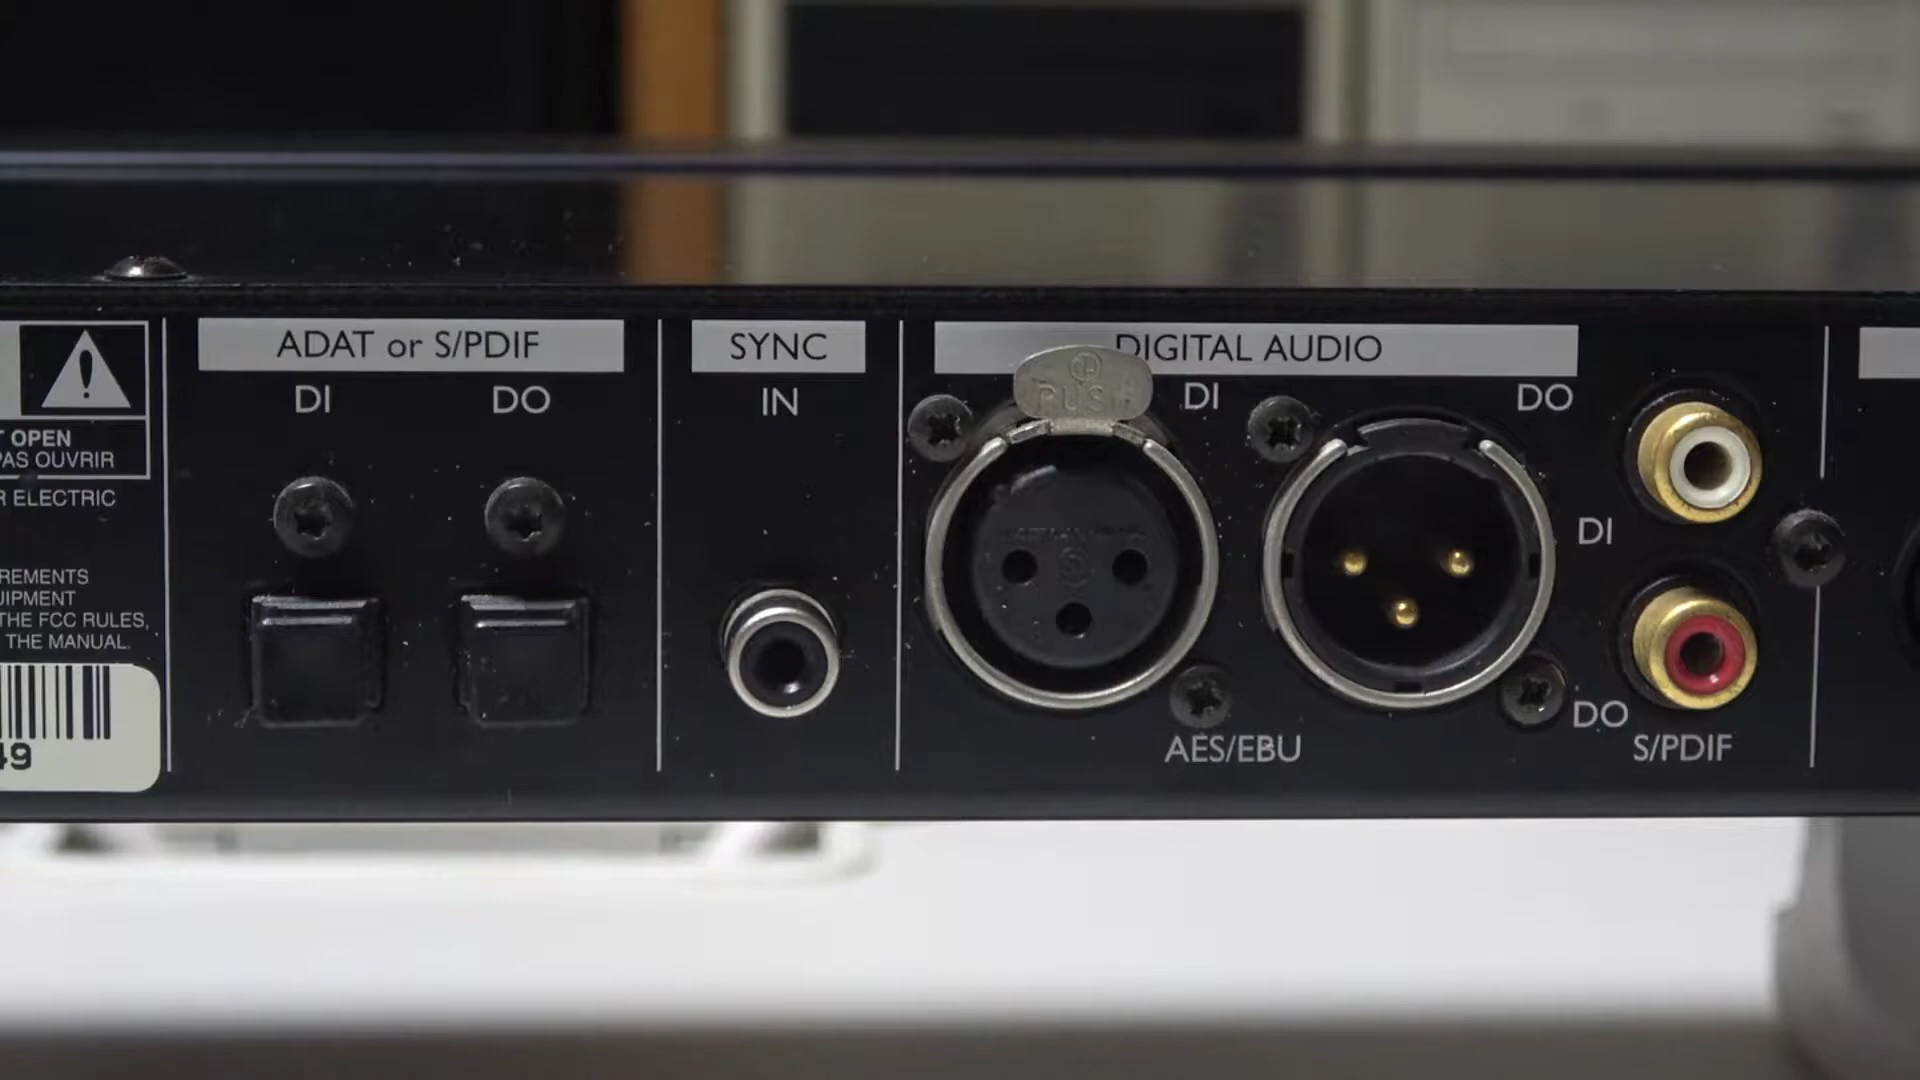 T OPEN
PAS OUVRIR
R ELECTRIC
REMENTS
UIPMENT
THE FCC RULES,
THE MANUAL.
49
ADAT or S/PDIF
DI DO
SYNC
IN
DIGITAL AUDIO
PUSH
DI DO
DI
DO
AES/EBU
S/PDIF